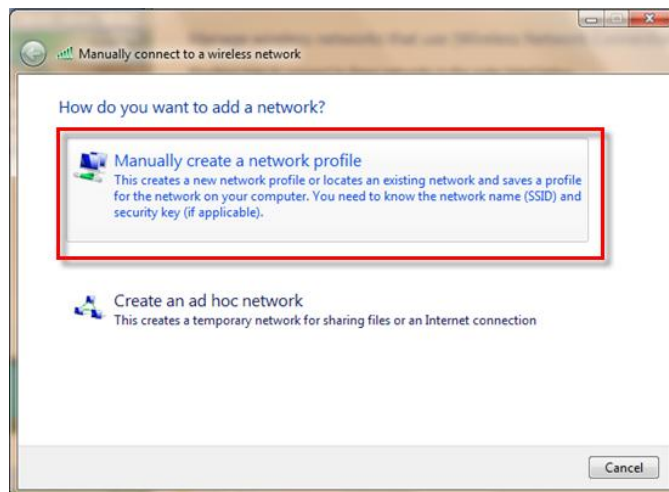 Manually connect to a wireless network
How do you want to add a network?
Manually create a network profile
This creates a new network profile or locates an existing network and saves a profile
for the network on your computer. You need to know the network name (SSID) and
security key (if applicable).
Create an ad hoc network
This creates a temporary network for sharing files or an Internet connection
Cancel